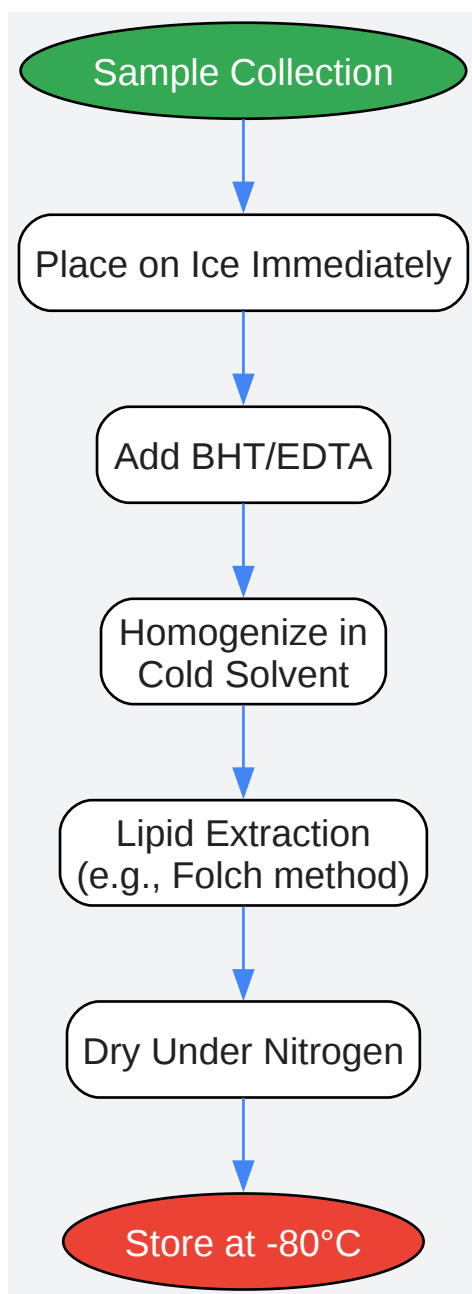 Sample Collection
Place on Ice Immediately
Add BHT/EDTA
Homogenize in
Cold Solvent
Lipid Extraction
(e.g., Folch method)
Dry Under Nitrogen
Store at -80°C